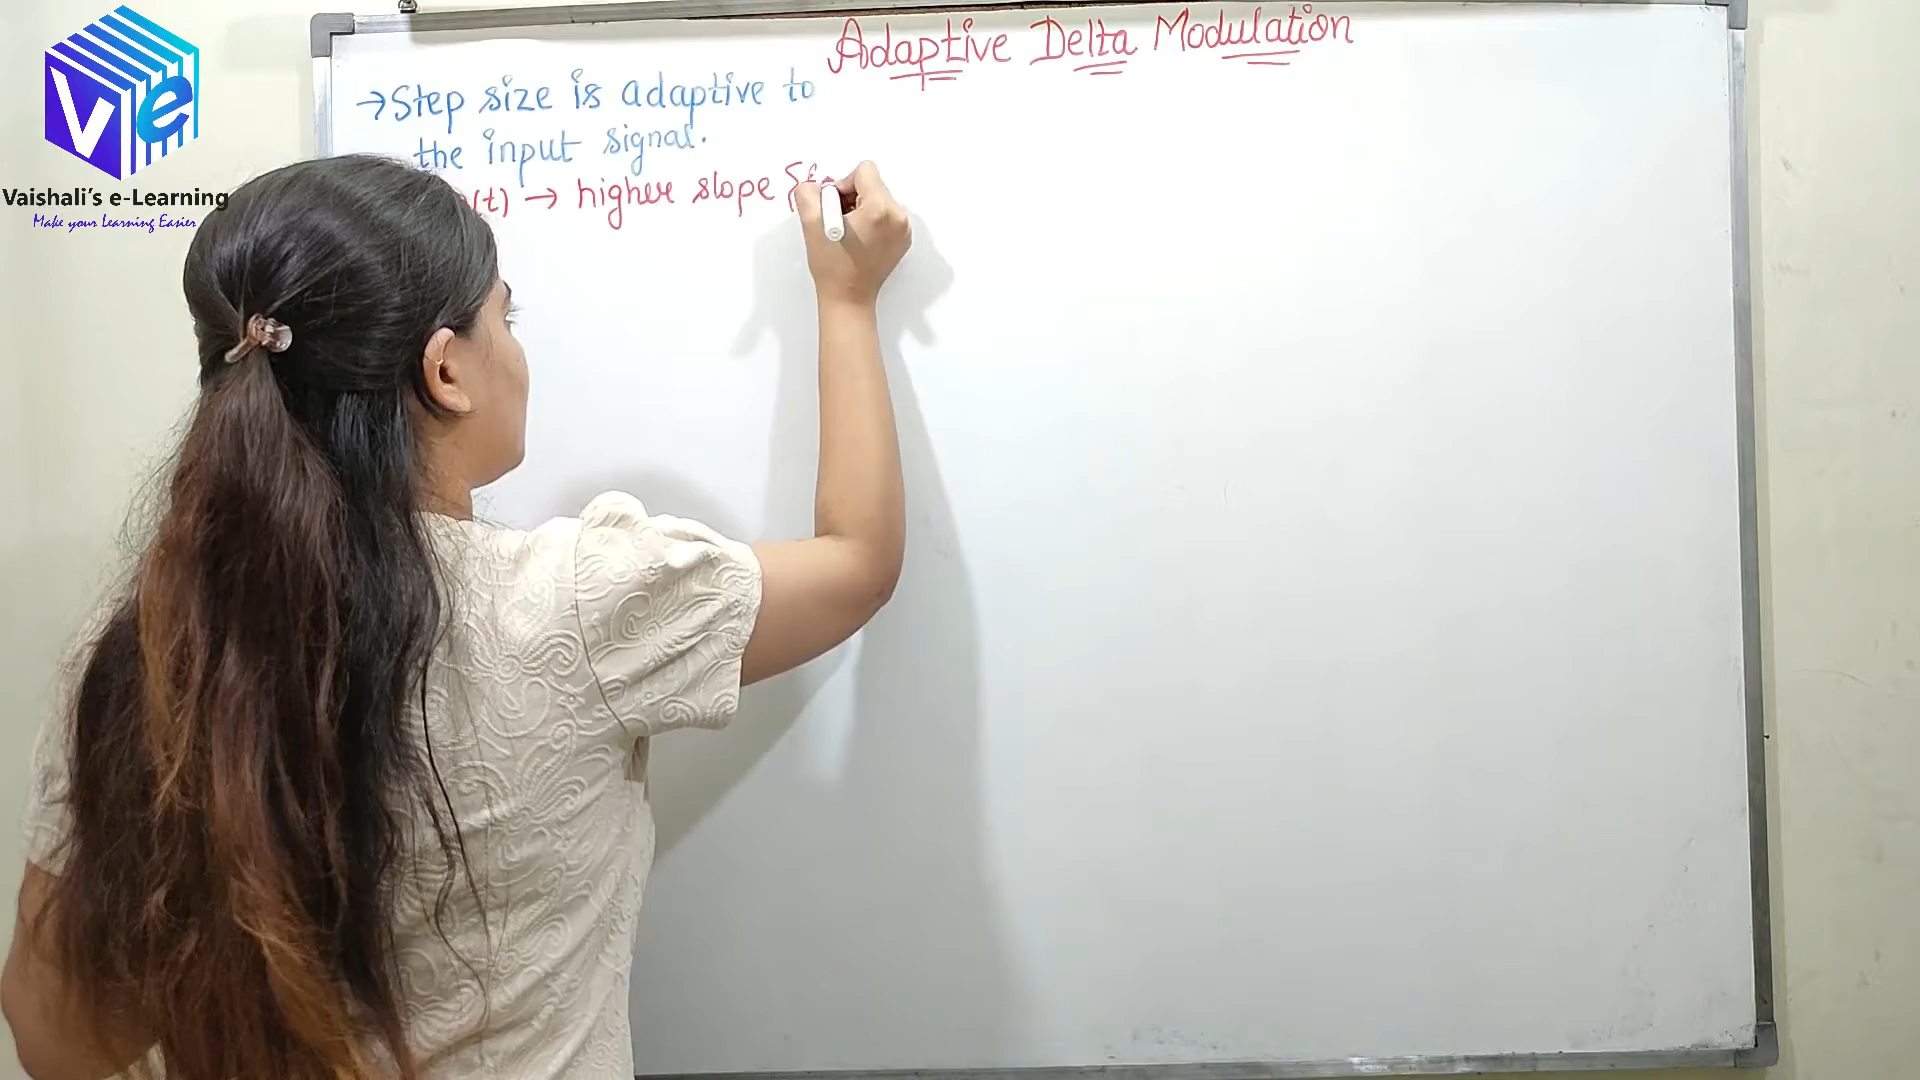 Adaptive Delta Modulation
→ Step size is adaptive to
the input signal.
(t) → higher slope
Ve
Vaishali's e-Learning
Make your Learning Easier